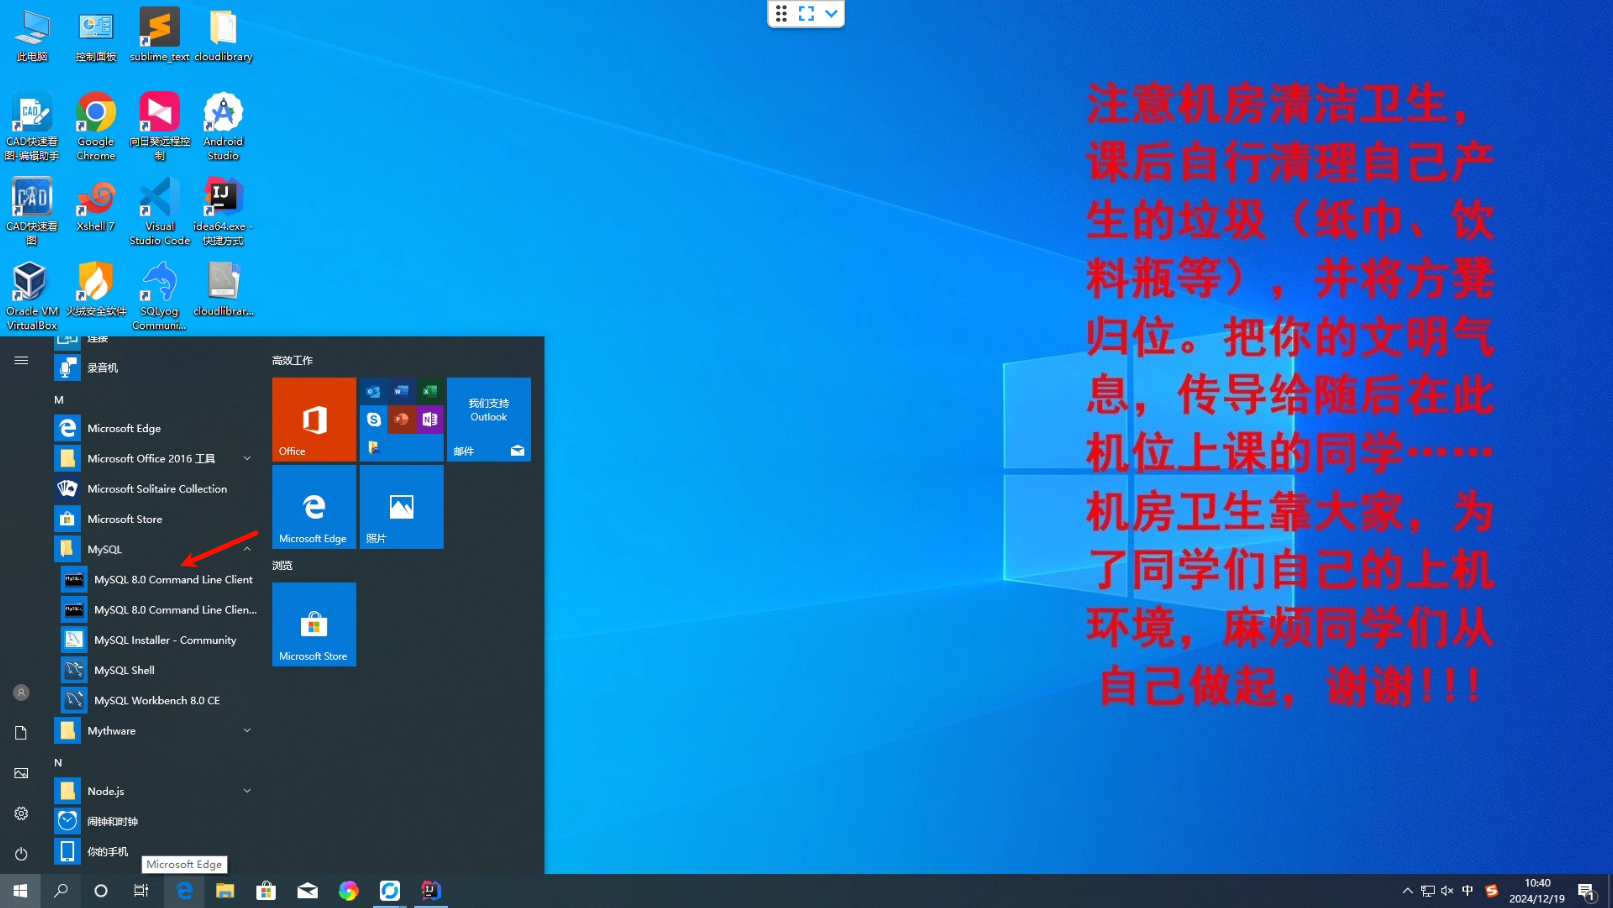 此电脑
控制面板
sublime_text
cloudlibrary
CAD快速看
图-编辑助手
Google
Chrome
向日葵远程控
制
Android
Studio
CAD快速看
图
Xshell 7
Visual
Studio Code
idea64.exe -
快捷方式
Oracle VM
VirtualBox
火绒安全软件
SQLyog
Communi...
cloudlibrar...
注意机房清洁卫生，
课后自行清理自己产
生的垃圾（纸巾、饮
料瓶等），并将方凳
归位。把你的文明气
息，传导给随后在此
机位上课的同学……
机房卫生靠大家，为
了同学们自己的上机
环境，麻烦同学们从
自己做起，谢谢！！！
连接
录音机
M
Microsoft Edge
Microsoft Office 2016 工具
Microsoft Solitaire Collection
Microsoft Store
MySQL
MySQL 8.0 Command Line Client
MySQL 8.0 Command Line Clien...
MySQL Installer - Community
MySQL Shell
MySQL Workbench 8.0 CE
Mythware
N
Node.js
闹钟和时钟
你的手机
Microsoft Edge
高效工作
Office
我们支持
Outlook
邮件
Microsoft Edge
照片
浏览
Microsoft Store
中
10:40
2024/12/19
1